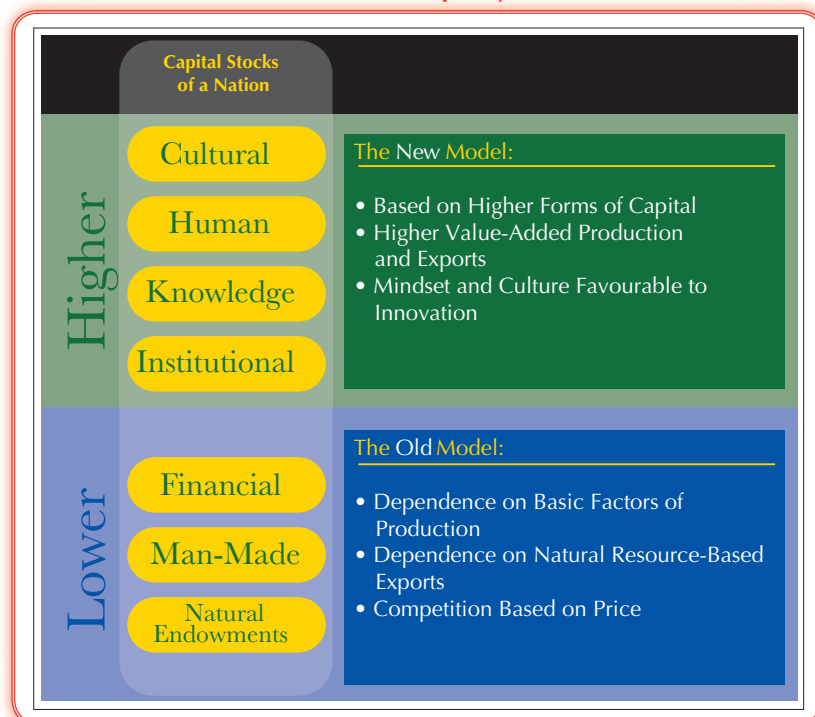 Capital Stocks
of a Nation
Higher
Cultural
Human
Knowledge
Institutional
The New Model:
• Based on Higher Forms of Capital
• Higher Value-Added Production
and Exports
• Mindset and Culture Favourable to
Innovation
Lower
Financial
Man-Made
Natural
Endowments
The Old Model:
• Dependence on Basic Factors of
Production
• Dependence on Natural Resource-Based
Exports
• Competition Based on Price